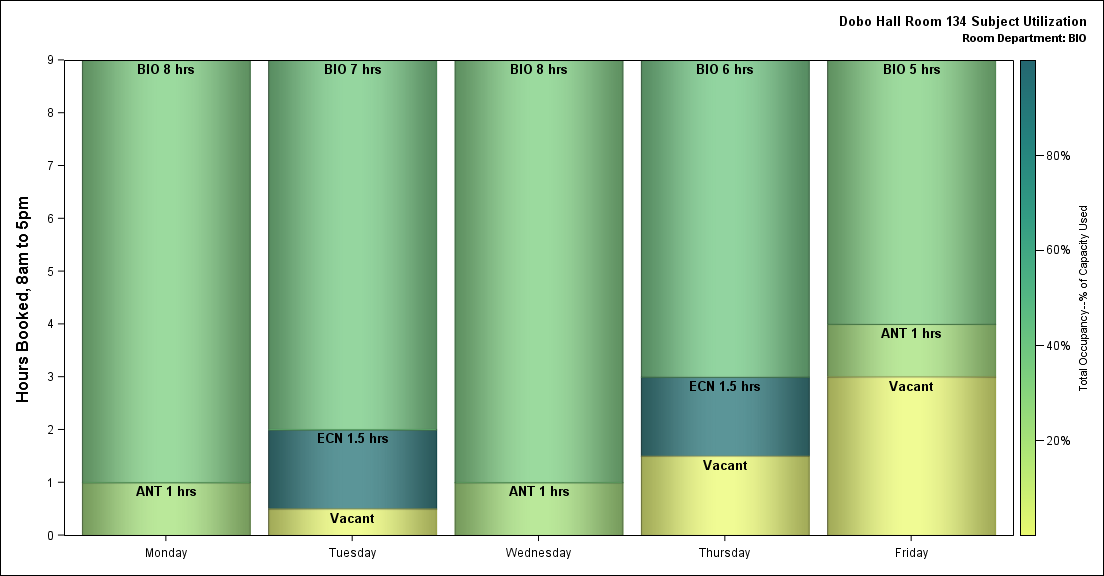 Dobo Hall Room 134 Subject Utilization
Room Department: BIO
Hours Booked, 8am to 5pm
9
8
7
6
5
4
3
2
1
0
BIO 8 hrs
ANT 1 hrs
BIO 7 hrs
ECN 1.5 hrs
Vacant
BIO 8 hrs
ANT 1 hrs
BIO 6 hrs
ECN 1.5 hrs
Vacant
BIO 5 hrs
ANT 1 hrs
Vacant
Monday
Tuesday
Wednesday
Thursday
Friday
80%
60%
40%
20%
Total Occupancy--% of Capacity Used